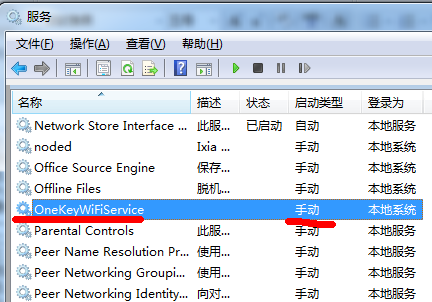 服务
文件(F) 操作(A) 查看(V) 帮助(H)
名称 描述 状态 启动类型 登录为
Network Store Interface ... 此服... 已启动 自动 本地服务
noded Ixia ... 手动 本地系统
Office Source Engine 保存... 手动 本地系统
Offline Files 脱机... 手动 本地系统
OneKeyWiFiService 手动 本地系统
Parental Controls 此服... 手动 本地服务
Peer Name Resolution Pr... 使用... 手动 本地服务
Peer Networking Groupi... 使用... 手动 本地服务
Peer Networking Identity... 向对... 手动 本地服务